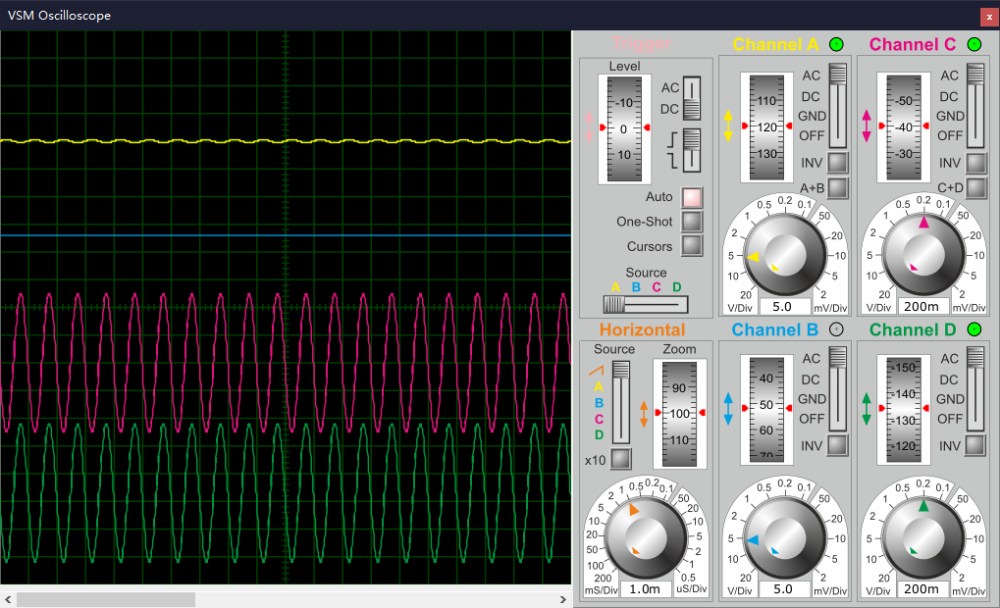 VSM Oscilloscope
x
Trigger
Level
-10
0
10
AC
DC
Auto
One-Shot
Cursors
Source
A B C D
Channel A
110
120
130
AC
DC
GND
OFF
INV
A+B
20 10 5 2 1 0.5 0.2 0.1 50 20 10 5 2
V/Div
5.0
mV/Div
Channel C
-50
-40
-30
AC
DC
GND
OFF
INV
C+D
20 10 5 2 1 0.5 0.2 0.1 50 20 10 5 2
V/Div
200m
mV/Div
Horizontal
Source
A
B
C
D
x10
Zoom
90
100
110
200 100 50 20 10 5 2 1 0.5 0.2 0.1 50 20 10 5 2 1 0.5
mS/Div
1.0m
uS/Div
Channel B
40
50
60
70
AC
DC
GND
OFF
INV
20 10 5 2 1 0.5 0.2 0.1 50 20 10 5 2
V/Div
5.0
mV/Div
Channel D
-150
-140
-130
-120
AC
DC
GND
OFF
INV
20 10 5 2 1 0.5 0.2 0.1 50 20 10 5 2
V/Div
200m
mV/Div